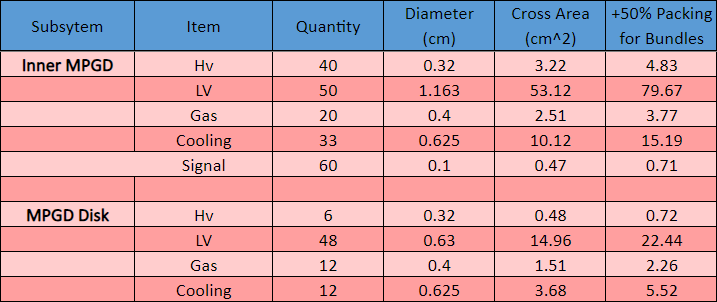 Subsytem Item Quantity Diameter (cm) Cross Area (cm^2) +50% Packing for Bundles
Inner MPGD Hv 40 0.32 3.22 4.83
LV 50 1.163 53.12 79.67
Gas 20 0.4 2.51 3.77
Cooling 33 0.625 10.12 15.19
Signal 60 0.1 0.47 0.71
MPGD Disk Hv 6 0.32 0.48 0.72
LV 48 0.63 14.96 22.44
Gas 12 0.4 1.51 2.26
Cooling 12 0.625 3.68 5.52